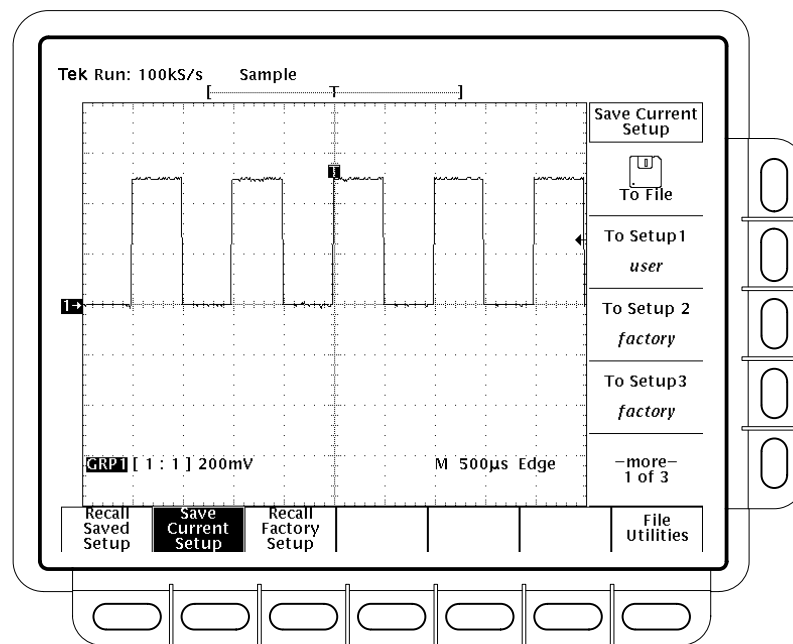 Tek Run: 100kS/s Sample
[ T ]
Save Current
Setup
T
To File
To Setup1
user
1
To Setup 2
factory
To Setup3
factory
GRP1 [ 1 : 1 ] 200mV M 500µs Edge
–more–
1 of 3
Recall
Saved
Setup
Save
Current
Setup
Recall
Factory
Setup
File
Utilities